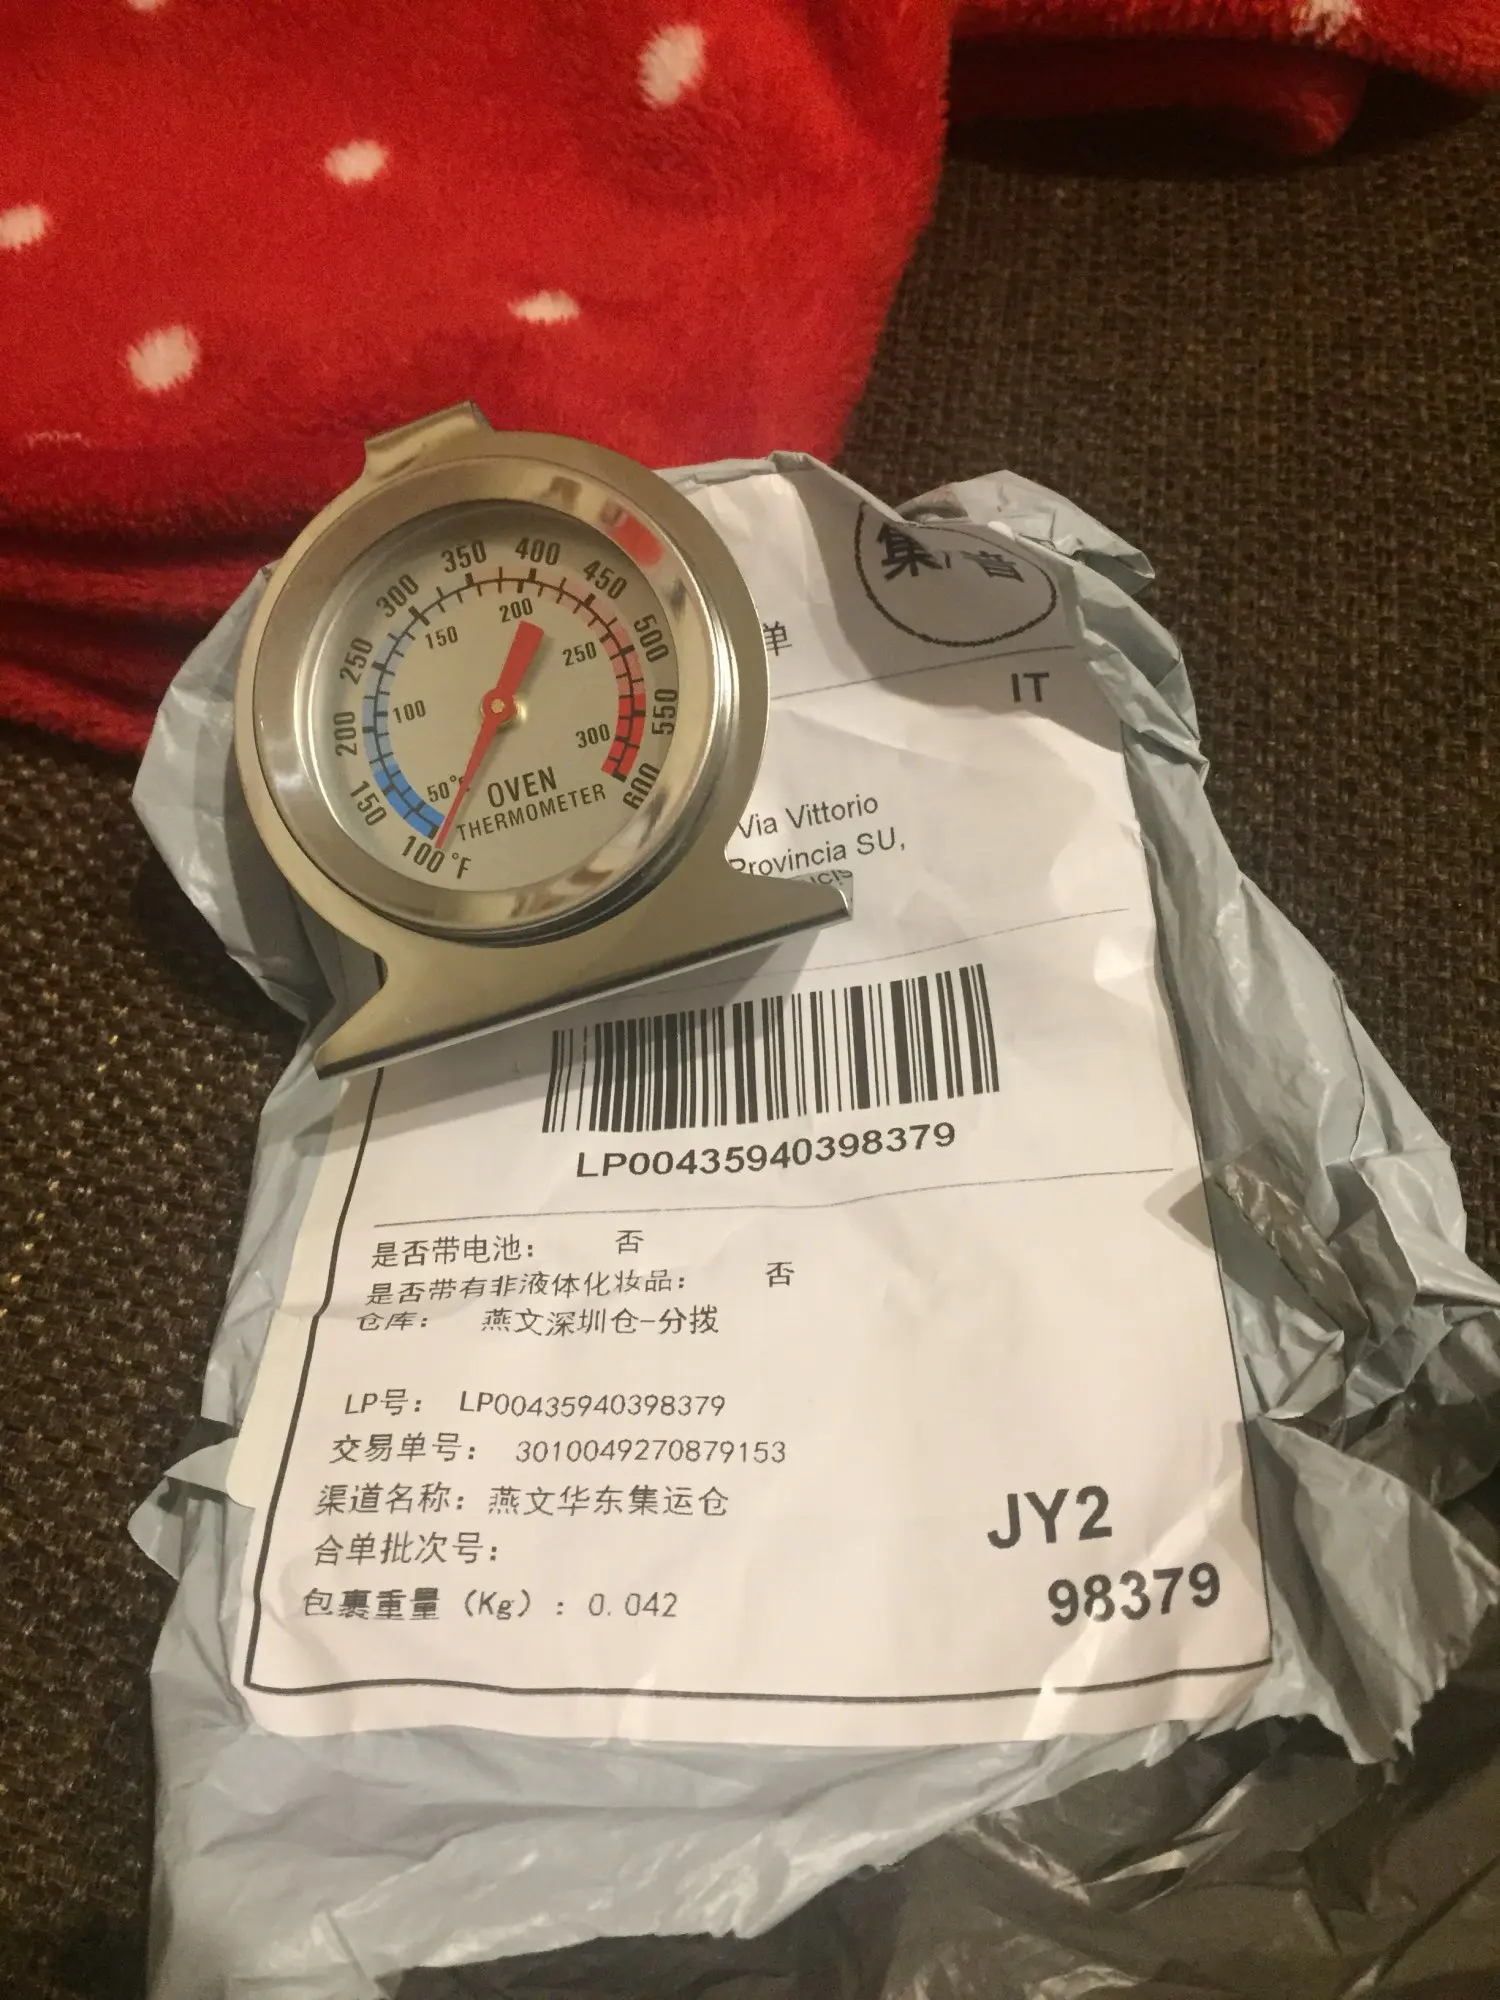 350 400
300 450
200
150
250 250 500
100
200 550
300
50°C
150 600
OVEN
THERMOMETER
100°F
集/音
单
IT
Via Vittorio
Provincia SU,
LP00435940398379
是否带电池： 否
是否带有非液体化妆品： 否
仓库： 燕文深圳仓-分拨
LP号： LP00435940398379
交易单号： 3010049270879153
渠道名称： 燕文华东集运仓
合单批次号：
包裹重量（Kg）：0.042
JY2
98379